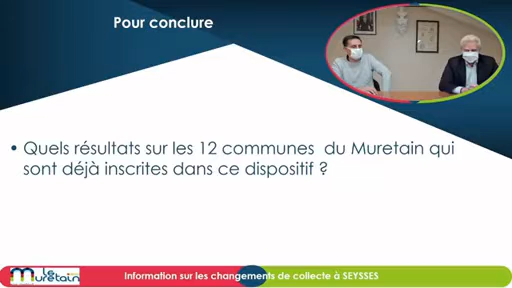 Pour conclure
• Quels résultats sur les 12 communes du Muretain qui
sont déjà inscrites dans ce dispositif ?
Le
Muretain
Information sur les changements de collecte à SEYSSES